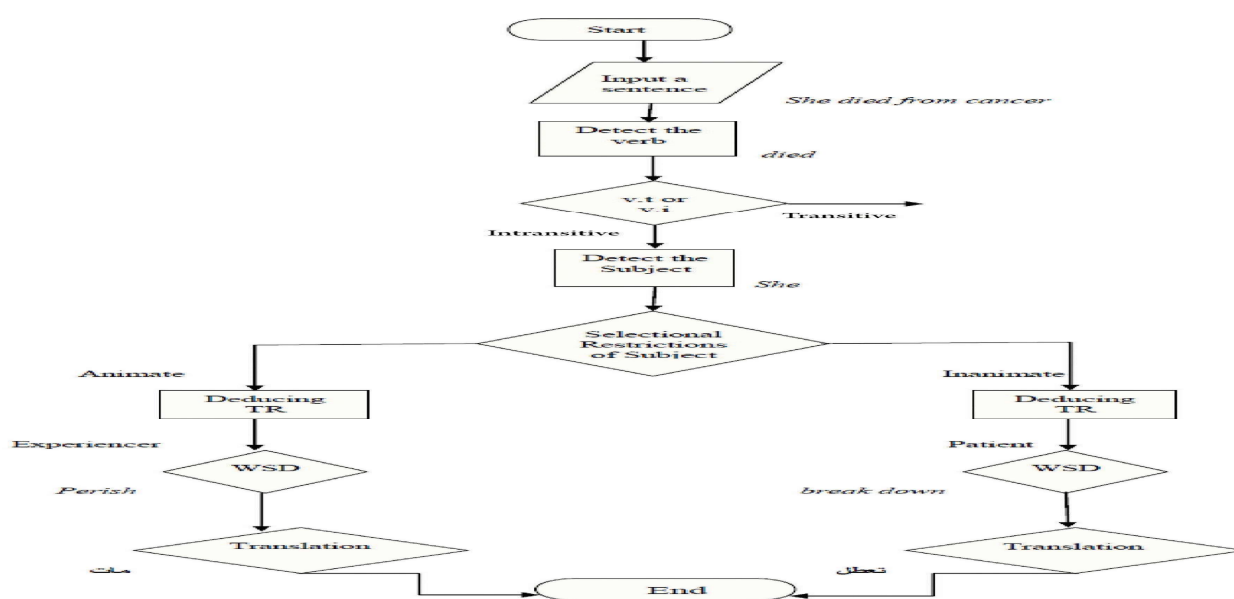 Start
Input a
sentence
She died from cancer
Detect the
verb
died
v.t or
v.i
Transitive
Intransitive
Detect the
Subject
She
Selectional
Restrictions
of Subject
Animate
Inanimate
Deducing
TR
Deducing
TR
Experiencer
Patient
WSD
WSD
Perish
break down
Translation
Translation
مات
تعطل
End